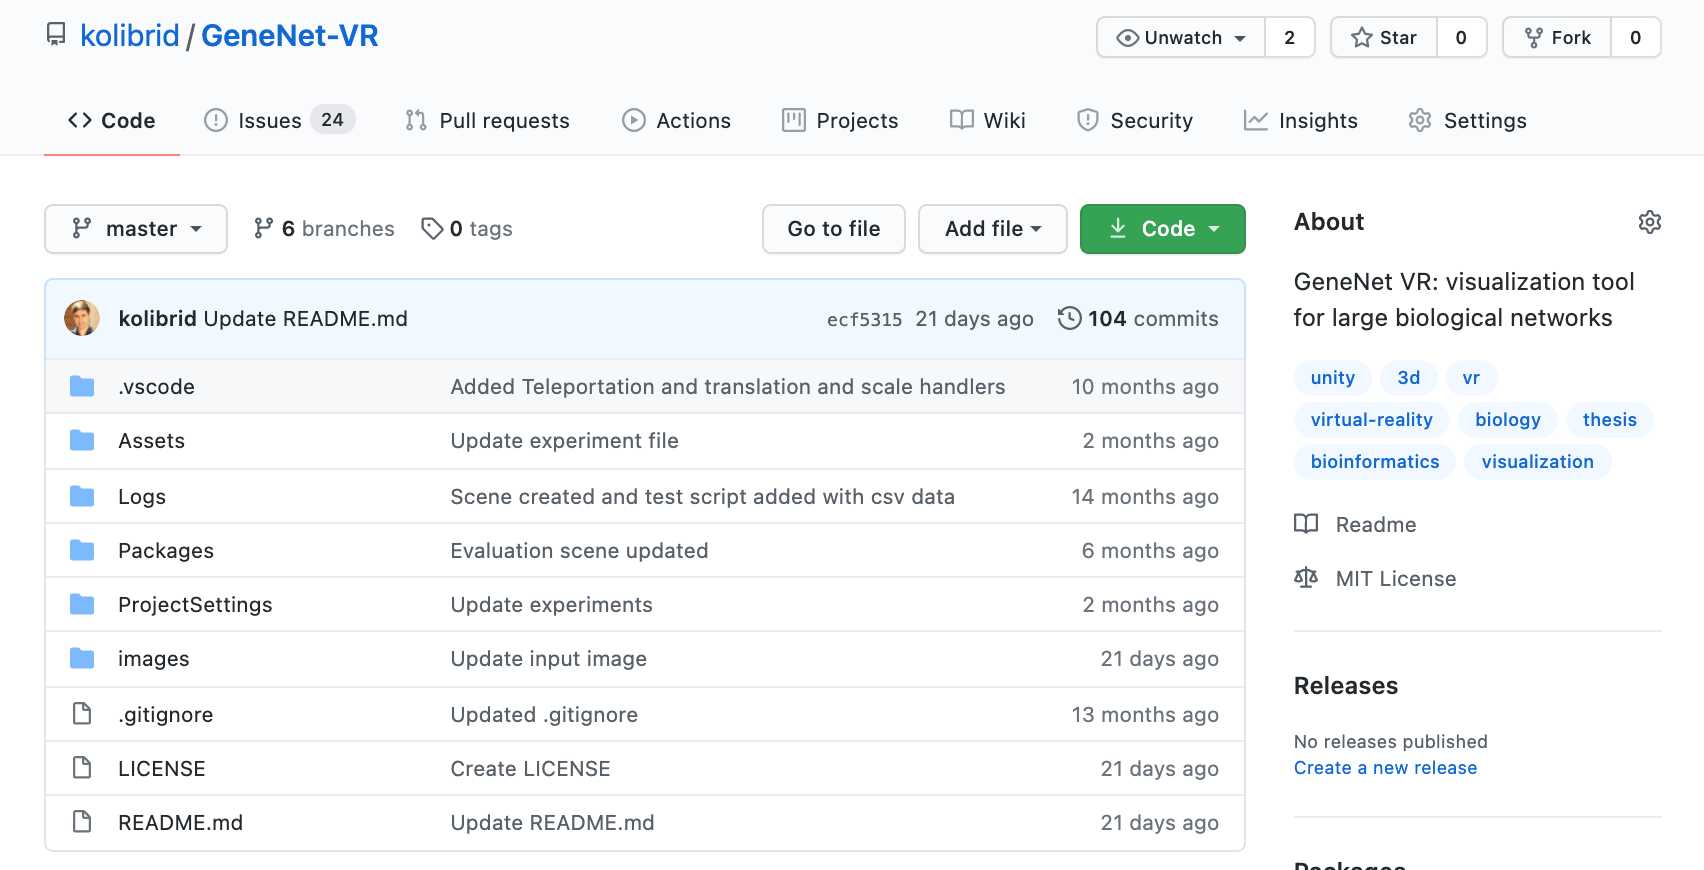 kolibrid / GeneNet-VR
Unwatch 2 Star 0 Fork 0
Code Issues 24 Pull requests Actions Projects Wiki Security Insights Settings
master 6 branches 0 tags Go to file Add file Code
kolibrid Update README.md ecf5315 21 days ago 104 commits
.vscode Added Teleportation and translation and scale handlers 10 months ago
Assets Update experiment file 2 months ago
Logs Scene created and test script added with csv data 14 months ago
Packages Evaluation scene updated 6 months ago
ProjectSettings Update experiments 2 months ago
images Update input image 21 days ago
.gitignore Updated .gitignore 13 months ago
LICENSE Create LICENSE 21 days ago
README.md Update README.md 21 days ago
About
GeneNet VR: visualization tool
for large biological networks
unity 3d vr
virtual-reality biology thesis
bioinformatics visualization
Readme
MIT License
Releases
No releases published
Create a new release
Packages